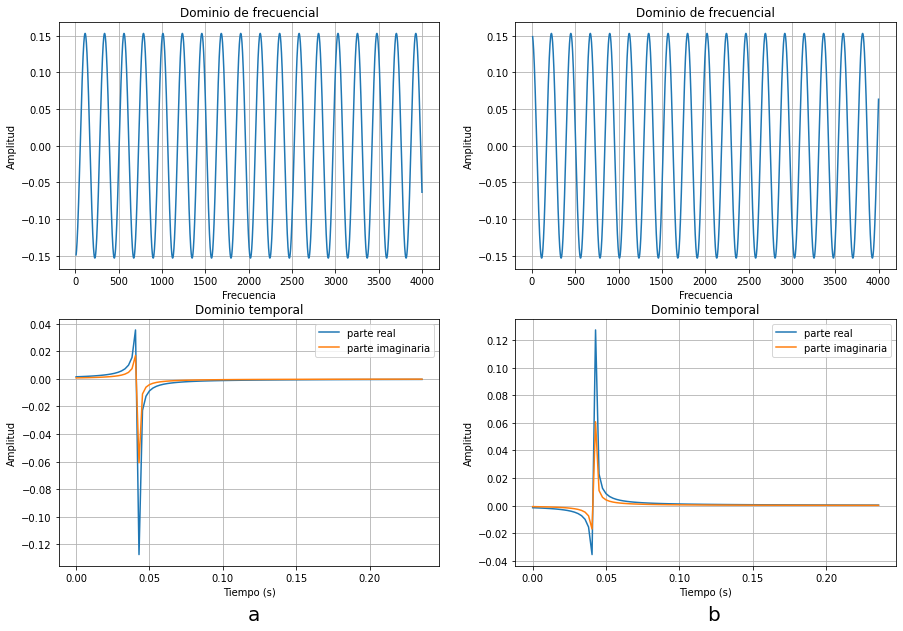 Dominio de frecuencial
Amplitud
0.15
0.10
0.05
0.00
−0.05
−0.10
−0.15
0 500 1000 1500 2000 2500 3000 3500 4000
Frecuencia
Dominio de frecuencial
Amplitud
0.15
0.10
0.05
0.00
−0.05
−0.10
−0.15
0 500 1000 1500 2000 2500 3000 3500 4000
Frecuencia
Dominio temporal
Amplitud
0.04
0.02
0.00
−0.02
−0.04
−0.06
−0.08
−0.10
−0.12
parte real
parte imaginaria
0.00 0.05 0.10 0.15 0.20
Tiempo (s)
a
Dominio temporal
Amplitud
0.12
0.10
0.08
0.06
0.04
0.02
0.00
−0.02
−0.04
parte real
parte imaginaria
0.00 0.05 0.10 0.15 0.20
Tiempo (s)
b